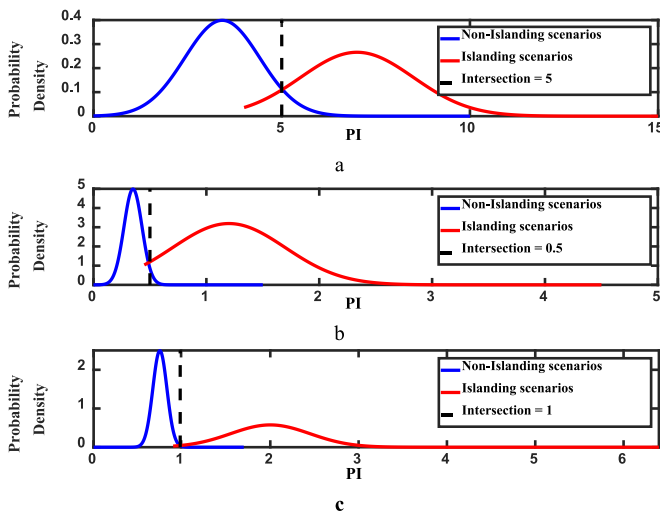 Probability
Density
0.4
0.3
0.2
0.1
0
0
5
10
15
PI
Non-Islanding scenarios
Islanding scenarios
Intersection = 5
a
Probability
Density
5
4
3
2
1
0
0
1
2
3
4
5
PI
Non-Islanding scenarios
Islanding scenarios
Intersection = 0.5
b
Probability
Density
2
1
0
0
1
2
3
4
5
6
PI
Non-Islanding scenarios
Islanding scenarios
Intersection = 1
c